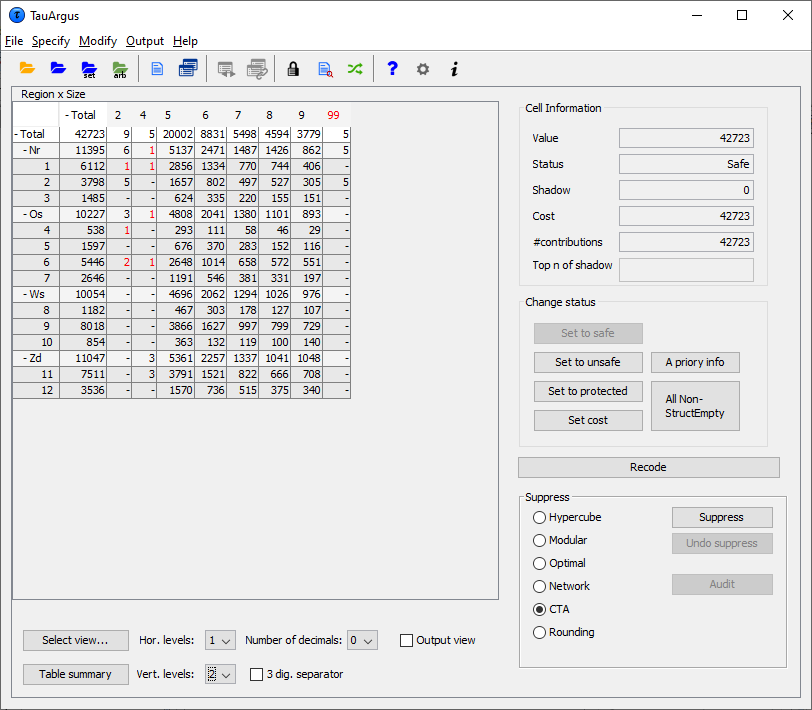 TauArgus
File Specify Modify Output Help
set arb
Region x Size
- Total 2 4 5 6 7 8 9 99
- Total 42723 9 5 20002 8831 5498 4594 3779 5
- Nr 11395 6 1 5137 2471 1487 1426 862 5
1 6112 1 1 2856 1334 770 744 406 -
2 3798 5 - 1657 802 497 527 305 5
3 1485 - - 624 335 220 155 151 -
- Os 10227 3 1 4808 2041 1380 1101 893 -
4 538 1 - 293 111 58 46 29 -
5 1597 - - 676 370 283 152 116 -
6 5446 2 1 2648 1014 658 572 551 -
7 2646 - - 1191 546 381 331 197 -
- Ws 10054 - - 4696 2062 1294 1026 976 -
8 1182 - - 467 303 178 127 107 -
9 8018 - - 3866 1627 997 799 729 -
10 854 - - 363 132 119 100 140 -
- Zd 11047 - 3 5361 2257 1337 1041 1048 -
11 7511 - 3 3791 1521 822 666 708 -
12 3536 - - 1570 736 515 375 340 -
Cell Information
Value 42723
Status Safe
Shadow 0
Cost 42723
#contributions 42723
Top n of shadow
Change status
Set to safe
Set to unsafe A priory info
Set to protected All Non-
StructEmpty
Set cost
Recode
Suppress
Hypercube Suppress
Modular Undo suppress
Optimal
Network Audit
CTA
Rounding
Select view... Hor. levels: 1 Number of decimals: 0 Output view
Table summary Vert. levels: 2 3 dig. separator